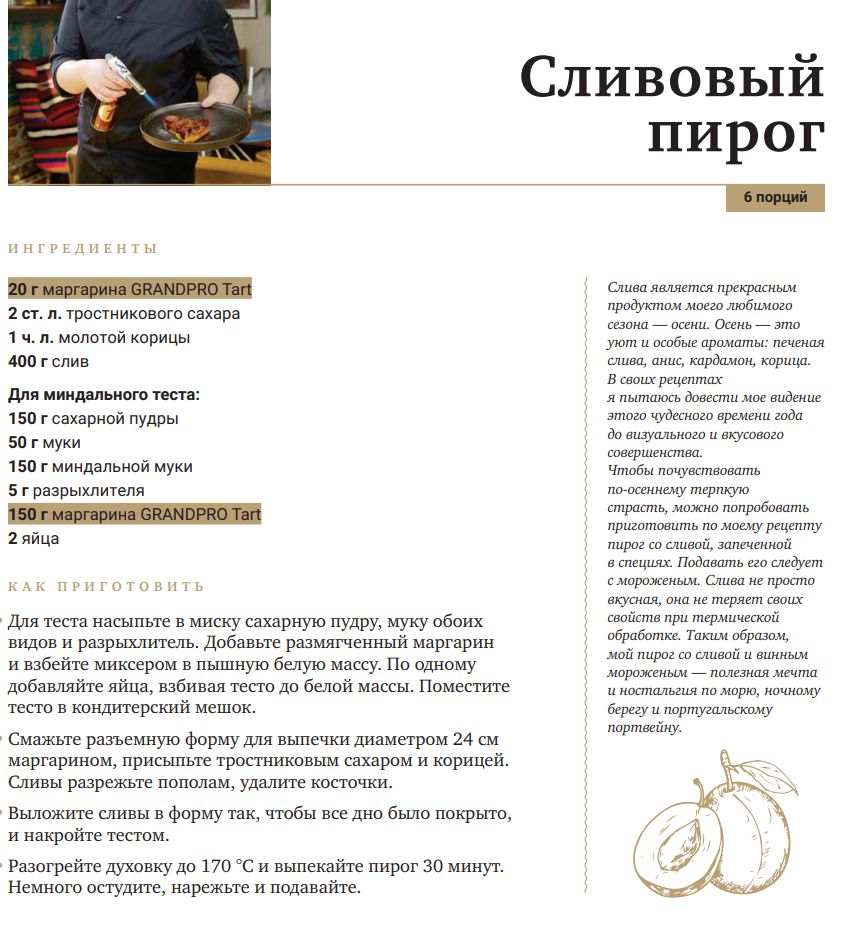 Сливовый
пирог
6 порций
ИНГРЕДИЕНТЫ
20 г маргарина GRANDPRO Tart
2 ст. л. тростникового сахара
1 ч. л. молотой корицы
400 г слив
Для миндального теста:
150 г сахарной пудры
50 г муки
150 г миндальной муки
5 г разрыхлителя
150 г маргарина GRANDPRO Tart
2 яйца
КАК ПРИГОТОВИТЬ
Для теста насыпьте в миску сахарную пудру, муку обоих
видов и разрыхлитель. Добавьте размягченный маргарин
и взбейте миксером в пышную белую массу. По одному
добавляйте яйца, взбивая тесто до белой массы. Поместите
тесто в кондитерский мешок.
Смажьте разъемную форму для выпечки диаметром 24 см
маргарином, присыпьте тростниковым сахаром и корицей.
Сливы разрежьте пополам, удалите косточки.
Выложите сливы в форму так, чтобы все дно было покрыто,
и накройте тестом.
Разогрейте духовку до 170 °С и выпекайте пирог 30 минут.
Немного остудите, нарежьте и подавайте.
Слива является прекрасным
продуктом моего любимого
сезона — осени. Осень — это
уют и особые ароматы: печеная
слива, анис, кардамон, корица.
В своих рецептах
я пытаюсь довести мое видение
этого чудесного времени года
до визуального и вкусового
совершенства.
Чтобы почувствовать
по-осеннему терпкую
страсть, можно попробовать
приготовить по моему рецепту
пирог со сливой, запеченной
в специях. Подавать его следует
с мороженым. Слива не просто
вкусная, она не теряет своих
свойств при термической
обработке. Таким образом,
мой пирог со сливой и винным
мороженым — полезная мечта
и ностальгия по морю, ночному
берегу и португальскому
портвейну.